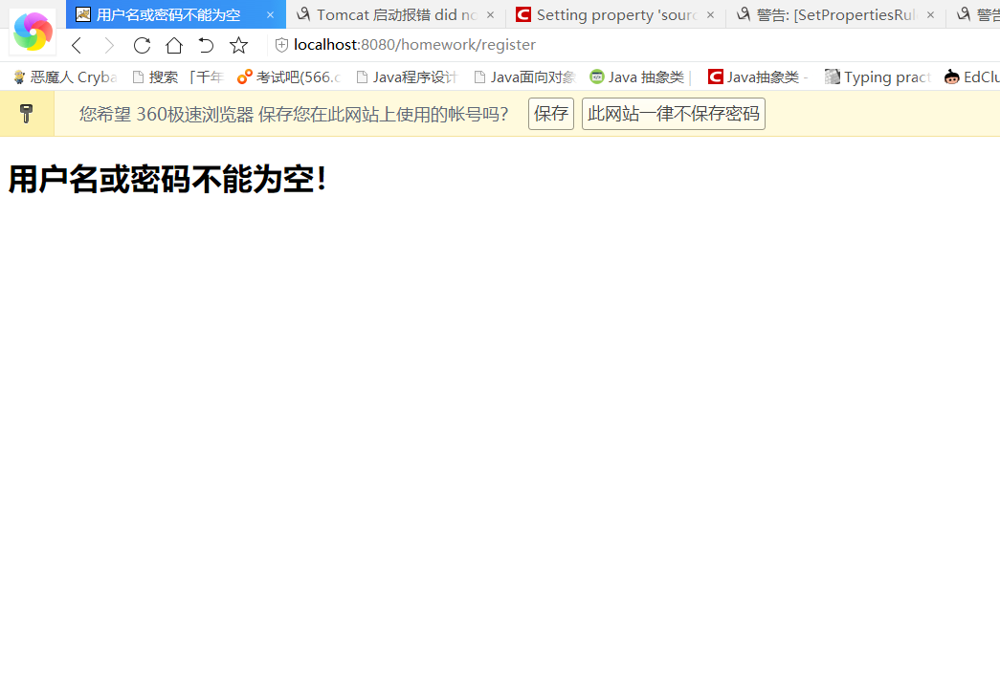 用户名或密码不能为空 × Tomcat 启动报错 did no × Setting property 'sourc × 警告: [SetPropertiesRul × 警告
localhost:8080/homework/register
恶魔人 Cryba 搜索 「千年 考试吧(566.c Java程序设计 Java面向对象 Java 抽象类 | Java抽象类 - Typing pract EdClu
您希望 360极速浏览器 保存您在此网站上使用的帐号吗? 保存 此网站一律不保存密码
用户名或密码不能为空!